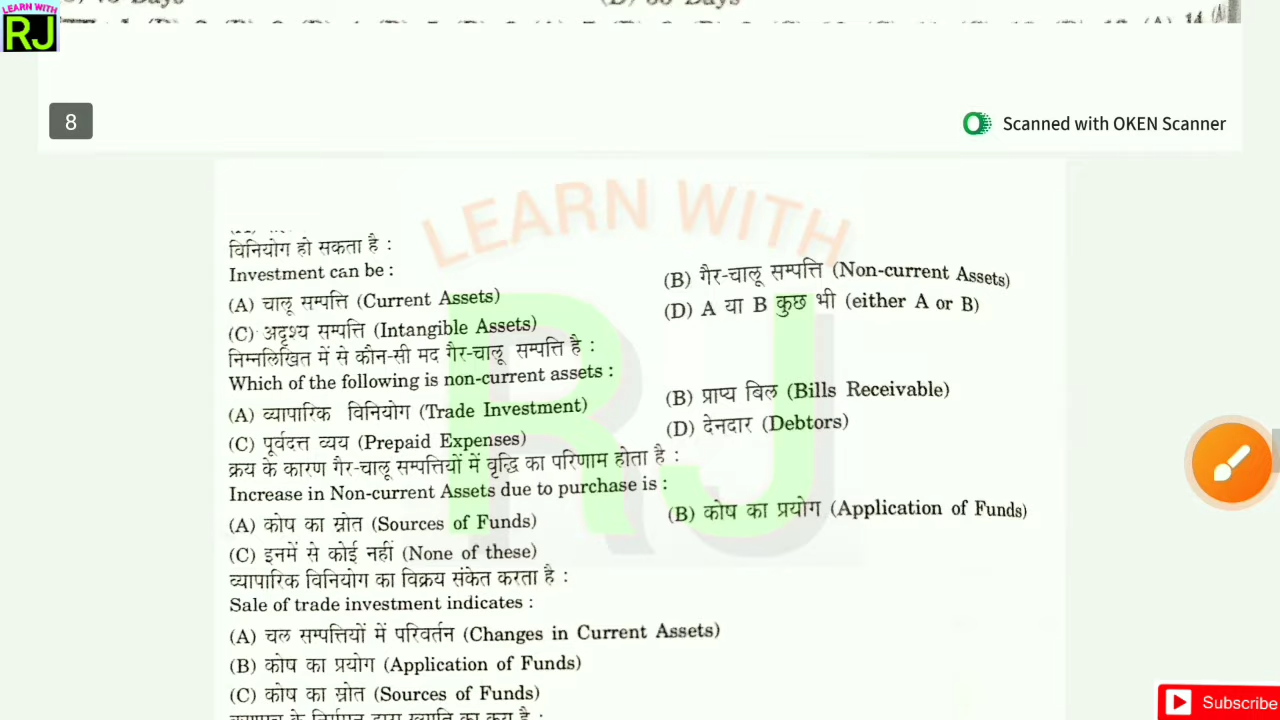 LEARN WITH
RJ
8
Scanned with OKEN Scanner
LEARN WITH
RJ
विनियोग हो सकता है :
Investment can be :
(A) चालू सम्पत्ति (Current Assets)
(B) गैर-चालू सम्पत्ति (Non-current Assets)
(C) अदृश्य सम्पत्ति (Intangible Assets)
(D) A या B कुछ भी (either A or B)
निम्नलिखित में से कौन-सी मद गैर-चालू सम्पत्ति है :
Which of the following is non-current assets :
(A) व्यापारिक विनियोग (Trade Investment)
(B) प्राप्य बिल (Bills Receivable)
(C) पूर्वदत्त व्यय (Prepaid Expenses)
(D) देनदार (Debtors)
क्रय के कारण गैर-चालू सम्पत्तियों में वृद्धि का परिणाम होता है :
Increase in Non-current Assets due to purchase is :
(A) कोष का स्रोत (Sources of Funds)
(B) कोष का प्रयोग (Application of Funds)
(C) इनमें से कोई नहीं (None of these)
व्यापारिक विनियोग का विक्रय संकेत करता है :
Sale of trade investment indicates :
(A) चल सम्पत्तियों में परिवर्तन (Changes in Current Assets)
(B) कोष का प्रयोग (Application of Funds)
(C) कोष का स्रोत (Sources of Funds)
Subscribe